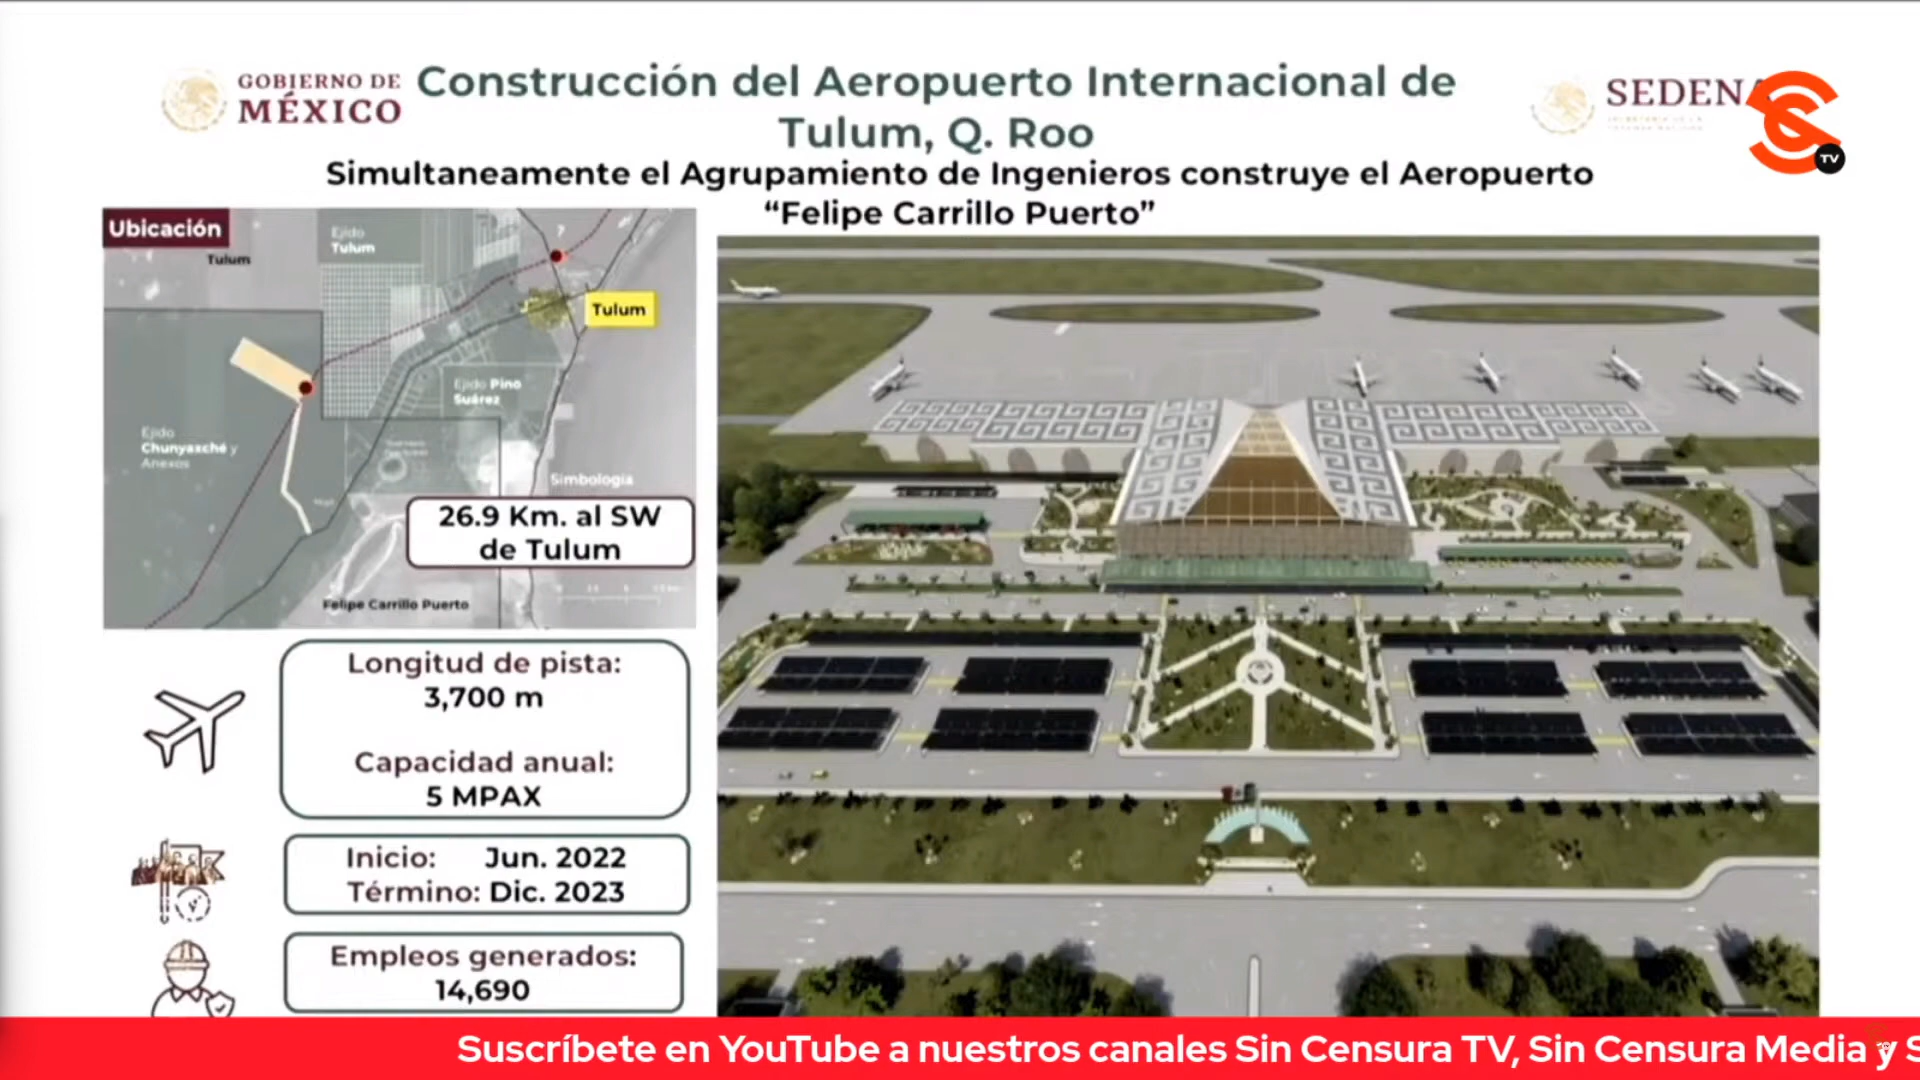 GOBIERNO DE
MÉXICO
Construcción del Aeropuerto Internacional de
Tulum, Q. Roo
SEDENA
TV
Simultaneamente el Agrupamiento de Ingenieros construye el Aeropuerto
“Felipe Carrillo Puerto”
Ubicación
Tulum
Ejido
Tulum
7
Tulum
Ejido Pino
Suárez
Ejido
Chunyaxché y
Anexos
Simbología
26.9 Km. al SW
de Tulum
Felipe Carrillo Puerto
Longitud de pista:
3,700 m
Capacidad anual:
5 MPAX
Inicio: Jun. 2022
Término: Dic. 2023
Empleos generados:
14,690
Suscríbete en YouTube a nuestros canales Sin Censura TV, Sin Censura Media y S